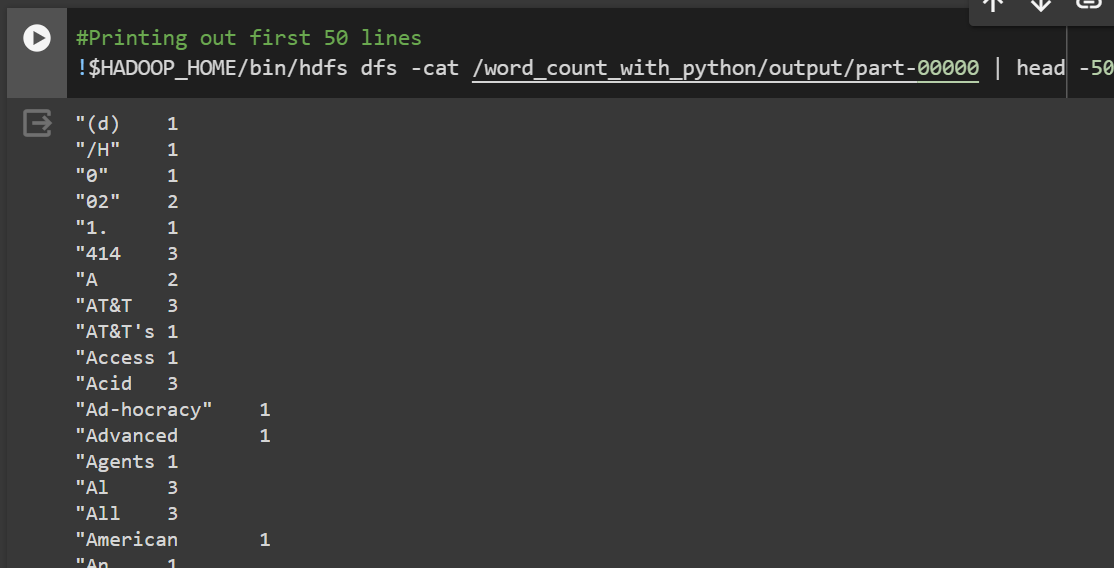 #Printing out first 50 lines
!$HADOOP_HOME/bin/hdfs dfs -cat /word_count_with_python/output/part-00000 | head -50
"(d) 1
"/H" 1
"0" 1
"02" 2
"1. 1
"414 3
"A 2
"AT&T 3
"AT&T's 1
"Access 1
"Acid 3
"Ad-hocracy" 1
"Advanced 1
"Agents 1
"Al 3
"All 3
"American 1
"An 1